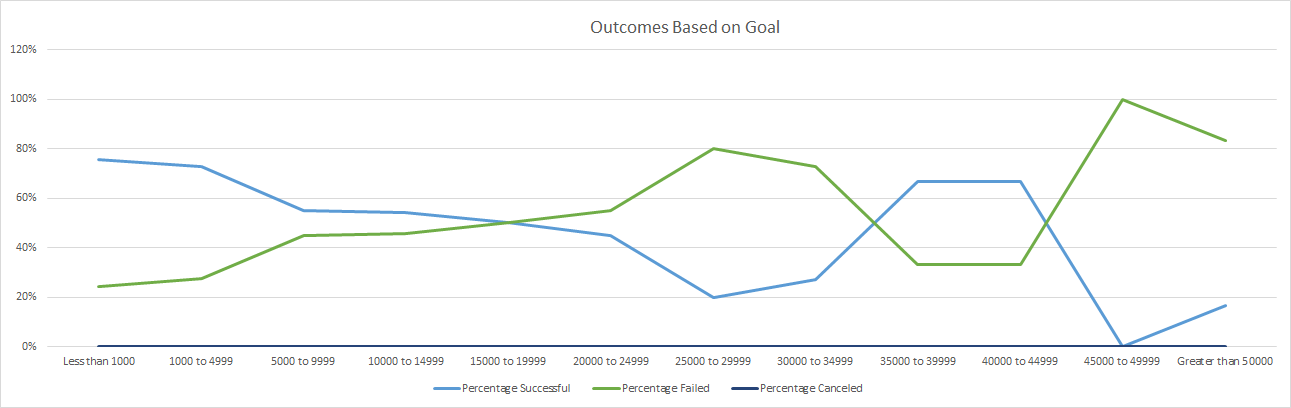 Outcomes Based on Goal
120%
100%
80%
60%
40%
20%
0%
Less than 1000 1000 to 4999 5000 to 9999 10000 to 14999 15000 to 19999 20000 to 24999 25000 to 29999 30000 to 34999 35000 to 39999 40000 to 44999 45000 to 49999 Greater than 50000
Percentage Successful Percentage Failed Percentage Canceled